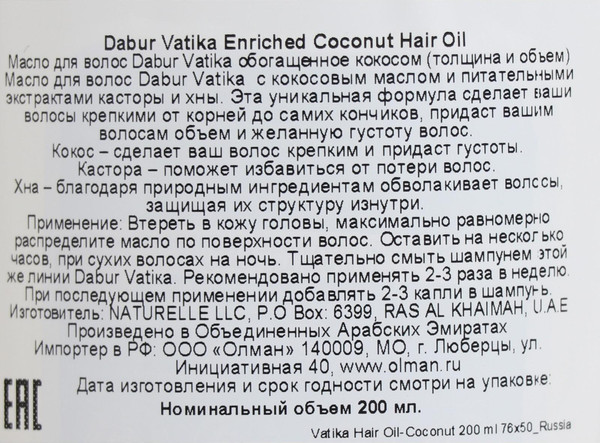 Dabur Vatika Enriched Coconut Hair Oil
Масло для волос Dabur Vatika обогащенное кокосом (толщина и объем)
Масло для волос Dabur Vatika с кокосовым маслом и питательными
экстрактами касторы и хны. Эта уникальная формула сделает ваши
волосы крепкими от корней до самих кончиков, придаст вашим
волосам объем и желанную густоту волос.
Кокос – сделает ваш волос крепким и придаст густоты.
Кастора – поможет избавиться от потери волос.
Хна – благодаря природным ингредиентам обволакивает волосы,
защищая их структуру изнутри.
Применение: Втереть в кожу головы, максимально равномерно
распределите масло по поверхности волос. Оставить на несколько
часов, при сухих волосах на ночь. Тщательно смыть шампунем этой
же линии Dabur Vatika. Рекомендовано применять 2-3 раза в неделю.
При последующем применении добавлять 2-3 капли в шампунь.
Изготовитель: NATURELLE LLC, P.O Box: 6399, RAS AL KHAIMAH, U.A.E
Произведено в Объединенных Арабских Эмиратах
Импортер в РФ: ООО «Олман» 140009, МО, г. Люберцы, ул.
Инициативная 40, www.olman.ru
Дата изготовления и срок годности смотри на упаковке:
EAC
Номинальный объем 200 мл.
Vatika Hair Oil-Coconut 200 ml 76x50_Russia